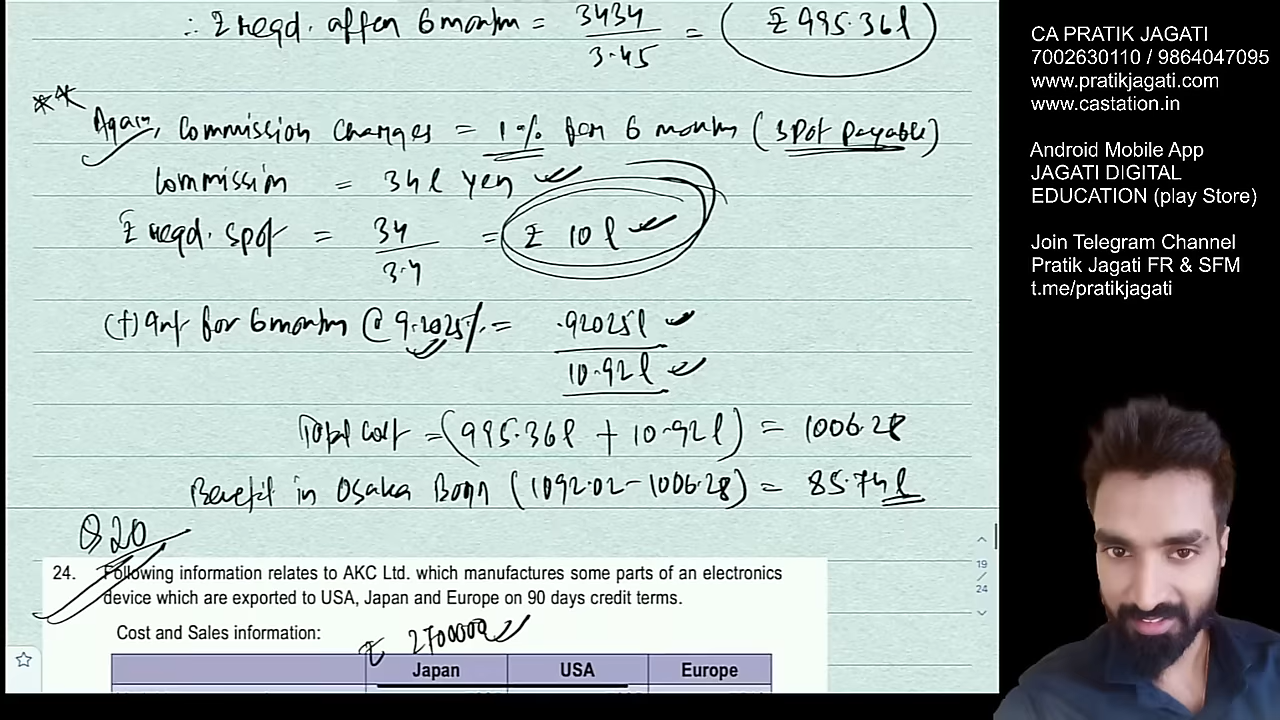 ∴ ₹ reqd. after 6 months = 3434 / 3.45 = ₹ 995.36 l
** Again, Commission Charges = 1% for 6 months (spot payable)
Commission = 34 l yen
₹ reqd. spot = 34 / 3.4 = ₹ 10 l
(+) Int for 6 months @ 9.2025% = .92025 l
10.92 l
Total cost = (995.36 l + 10.92 l) = 1006.28
Benefit in Osaka Born (1092.02 - 1006.28) = 85.74 l
Q20
24. Following information relates to AKC Ltd. which manufactures some parts of an electronics
device which are exported to USA, Japan and Europe on 90 days credit terms.
Cost and Sales information:
₹ 2700000
Japan USA Europe
19
/
24
CA PRATIK JAGATI
7002630110 / 9864047095
www.pratikjagati.com
www.castation.in
Android Mobile App
JAGATI DIGITAL
EDUCATION (play Store)
Join Telegram Channel
Pratik Jagati FR & SFM
t.me/pratikjagati